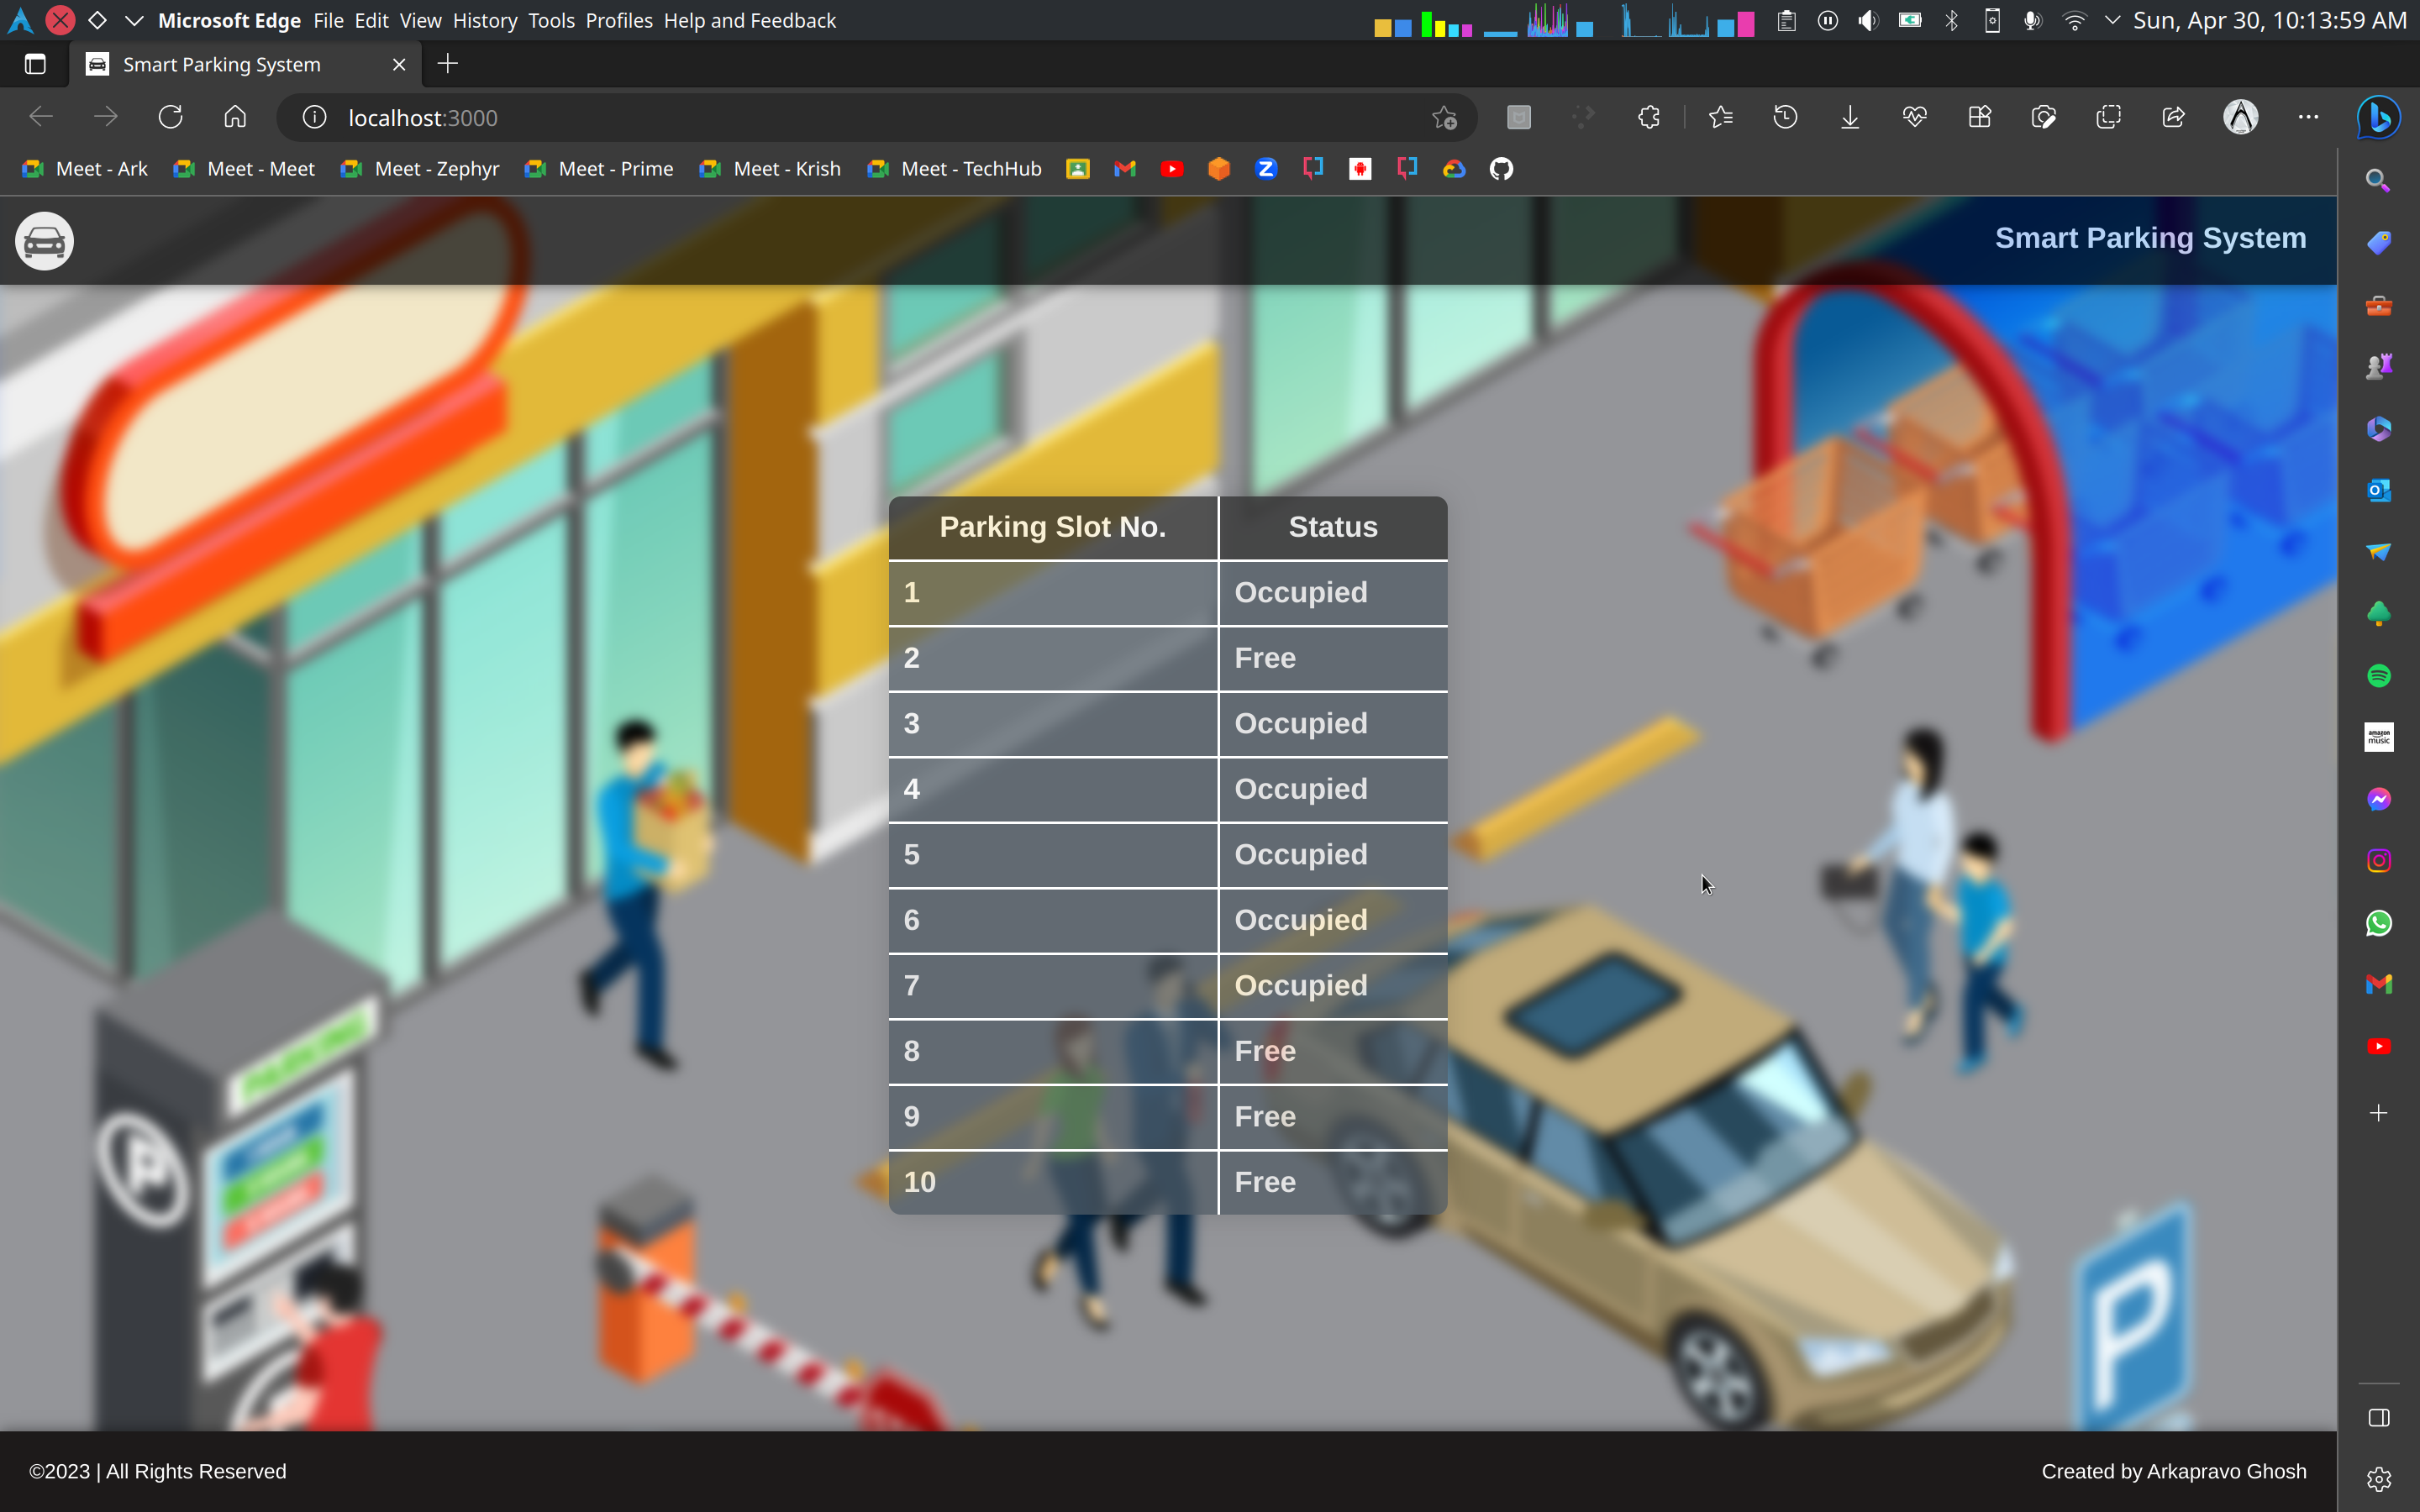 Microsoft Edge File Edit View History Tools Profiles Help and Feedback Sun, Apr 30, 10:13:59 AM
Smart Parking System
localhost:3000
Meet - Ark Meet - Meet Meet - Zephyr Meet - Prime Meet - Krish Meet - TechHub
Smart Parking System
Parking Slot No. Status
1 Occupied
2 Free
3 Occupied
4 Occupied
5 Occupied
6 Occupied
7 Occupied
8 Free
9 Free
10 Free
amazon
music
PARKING
P
P
©2023 | All Rights Reserved Created by Arkapravo Ghosh